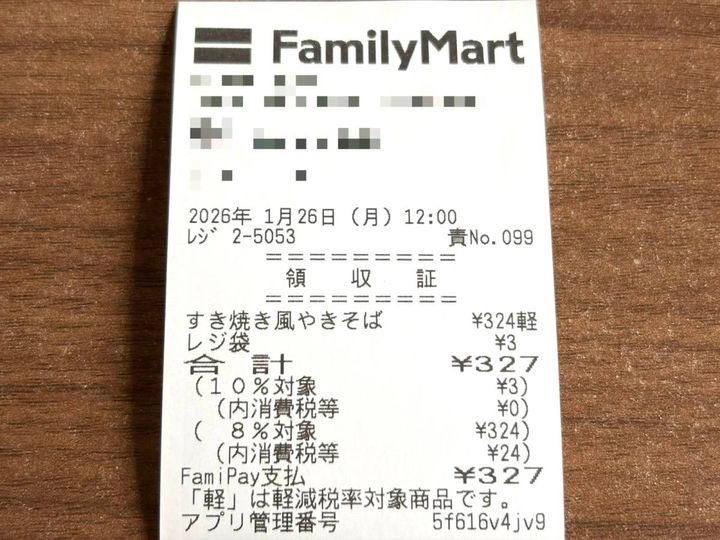 FamilyMart
2026年 1月26日(月)12:00
ﾚｼﾞ 2-5053 責No.099
==========
領 収 証
==========
すき焼き風やきそば ¥324軽
レジ袋 ¥3
合 計 ¥327
(10%対象 ¥3)
(内消費税等 ¥0)
( 8%対象 ¥324)
(内消費税等 ¥24)
FamiPay支払 ¥327
「軽」は軽減税率対象商品です。
アプリ管理番号 5f616v4jv9